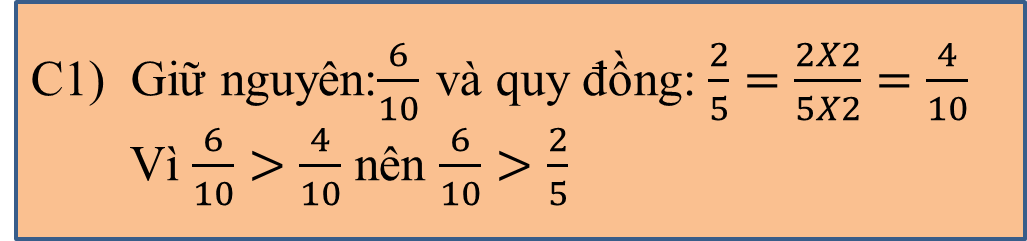 C1) Giữ nguyên: 6/10 và quy đồng: 2/5 = 2X2/5X2 = 4/10
Vì 6/10 > 4/10 nên 6/10 > 2/5